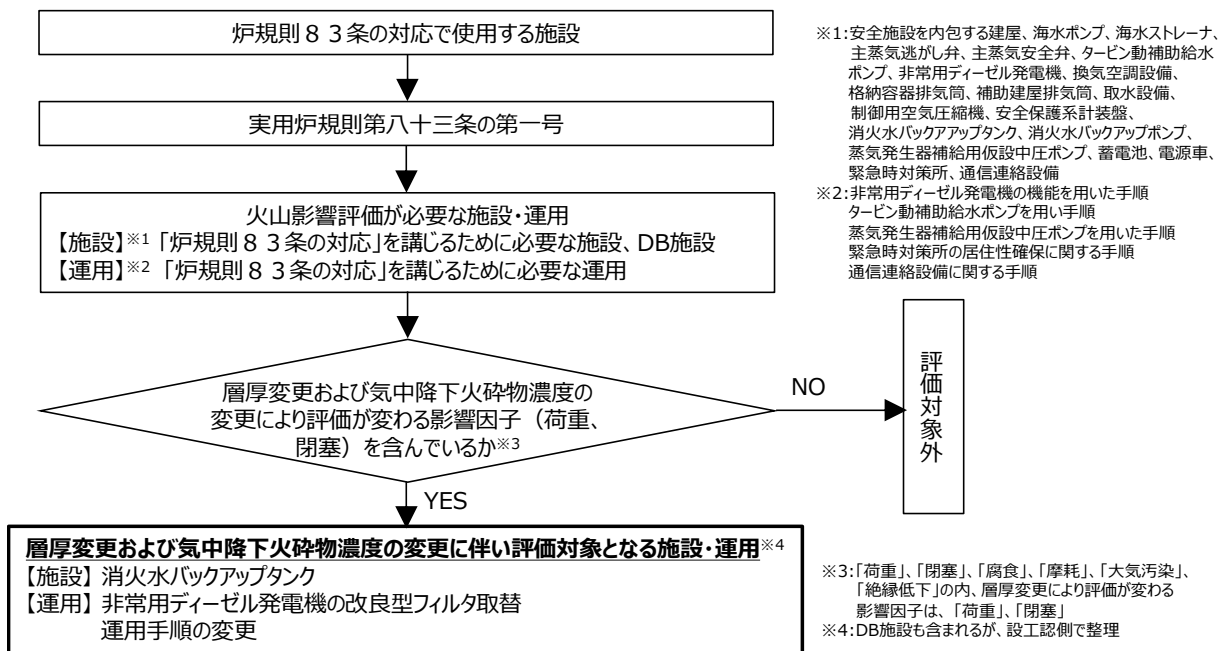 炉規則８３条の対応で使用する施設
実用炉規則第八十三条の第一号
火山影響評価が必要な施設・運用
【施設】※1 「炉規則８３条の対応」を講じるために必要な施設、DB施設
【運用】※2 「炉規則８３条の対応」を講じるために必要な運用
層厚変更および気中降下火砕物濃度の
変更により評価が変わる影響因子（荷重、
閉塞）を含んでいるか※3
NO
評価対象外
YES
層厚変更および気中降下火砕物濃度の変更に伴い評価対象となる施設・運用※4
【施設】 消火水バックアップタンク
【運用】 非常用ディーゼル発電機の改良型フィルタ取替
運用手順の変更
※1:安全施設を内包する建屋、海水ポンプ、海水ストレーナ、
主蒸気逃がし弁、主蒸気安全弁、タービン動補助給水
ポンプ、非常用ディーゼル発電機、換気空調設備、
格納容器排気筒、補助建屋排気筒、取水設備、
制御用空気圧縮機、安全保護系計装盤、
消火水バックアアップタンク、消火水バックアップポンプ、
蒸気発生器補給用仮設中圧ポンプ、蓄電池、電源車、
緊急時対策所、通信連絡設備
※2:非常用ディーゼル発電機の機能を用いた手順
タービン動補助給水ポンプを用い手順
蒸気発生器補給用仮設中圧ポンプを用いた手順
緊急時対策所の居住性確保に関する手順
通信連絡設備に関する手順
※3:「荷重」、「閉塞」、「腐食」、「摩耗」、「大気汚染」、
「絶縁低下」の内、層厚変更により評価が変わる
影響因子は、「荷重」、「閉塞」
※4:DB施設も含まれるが、設工認側で整理